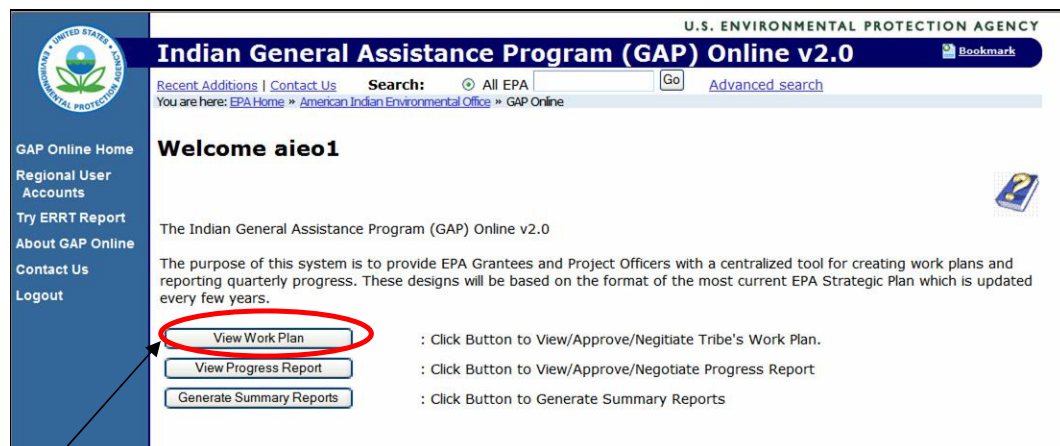 U.S. ENVIRONMENTAL PROTECTION AGENCY
UNITED STATES
ENVIRONMENTAL PROTECTION AGENCY
Indian General Assistance Program (GAP) Online v2.0
Bookmark
Recent Additions | Contact Us Search: All EPA Go Advanced search
You are here: EPA Home » American Indian Environmental Office » GAP Online
GAP Online Home
Regional User
Accounts
Try ERRT Report
About GAP Online
Contact Us
Logout
Welcome aieo1
The Indian General Assistance Program (GAP) Online v2.0
The purpose of this system is to provide EPA Grantees and Project Officers with a centralized tool for creating work plans and
reporting quarterly progress. These designs will be based on the format of the most current EPA Strategic Plan which is updated
every few years.
View Work Plan : Click Button to View/Approve/Negitiate Tribe's Work Plan.
View Progress Report : Click Button to View/Approve/Negotiate Progress Report
Generate Summary Reports : Click Button to Generate Summary Reports